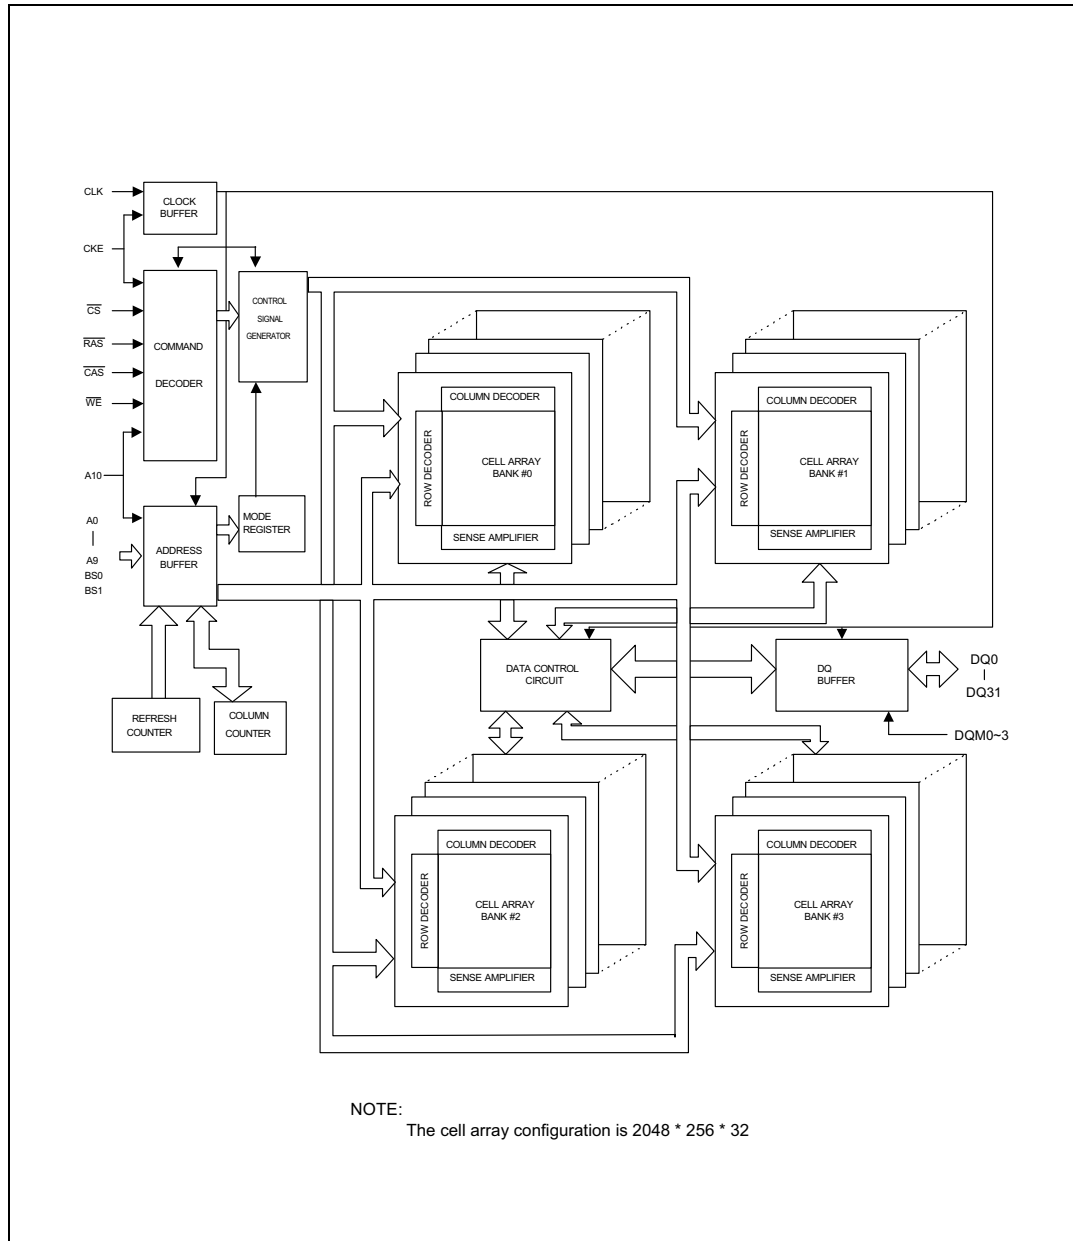 CLK
CLOCK
BUFFER
CKE
CS
RAS
CAS
WE
COMMAND
DECODER
CONTROL
SIGNAL
GENERATOR
A10
A0
A9
BS0
BS1
ADDRESS
BUFFER
MODE
REGISTER
REFRESH
COUNTER
COLUMN
COUNTER
COLUMN DECODER
ROW DECODER
CELL ARRAY
BANK #0
SENSE AMPLIFIER
COLUMN DECODER
ROW DECODER
CELL ARRAY
BANK #1
SENSE AMPLIFIER
DATA CONTROL
CIRCUIT
DQ
BUFFER
DQ0
DQ31
DQM0~3
COLUMN DECODER
ROW DECODER
CELL ARRAY
BANK #2
SENSE AMPLIFIER
COLUMN DECODER
ROW DECODER
CELL ARRAY
BANK #3
SENSE AMPLIFIER
NOTE:
The cell array configuration is 2048 * 256 * 32